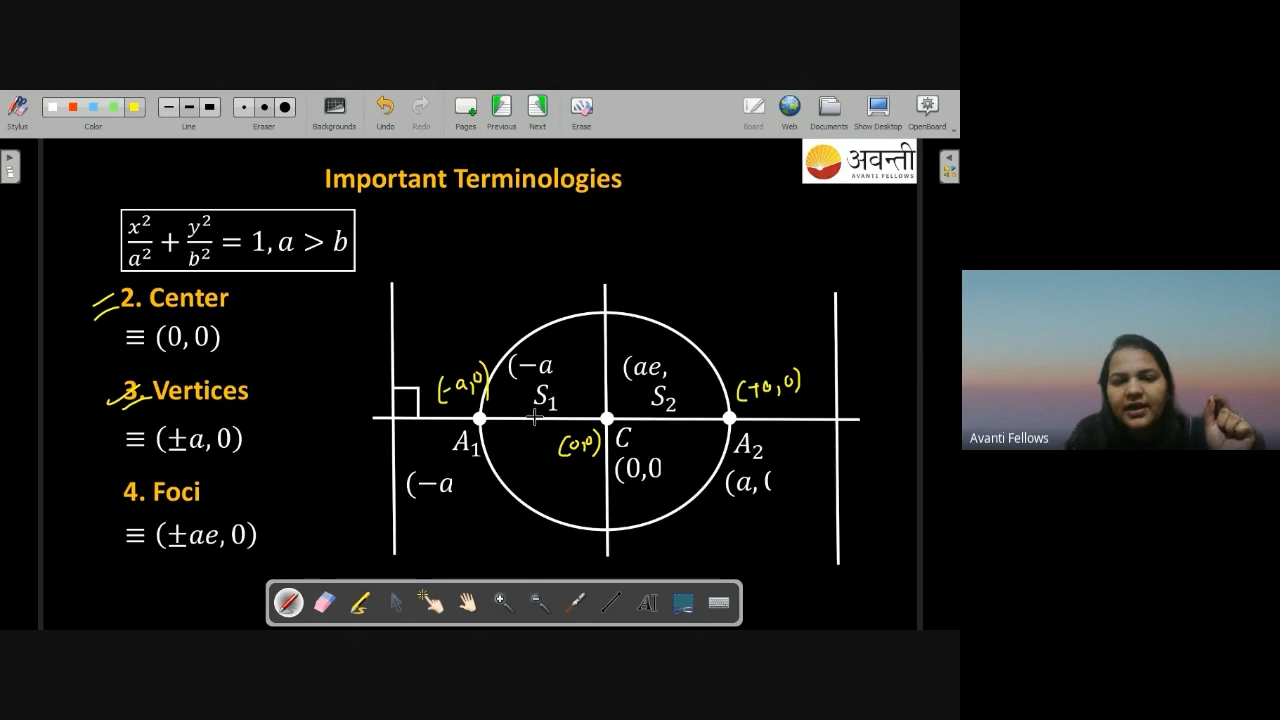 Stylus
Color
Line
Eraser
Backgrounds
Undo
Redo
Pages
Previous
Next
Erase
Board
Web
Documents
Show Desktop
OpenBoard
Important Terminologies
अवन्ती
AVANTI FELLOWS
x²/a² + y²/b² = 1, a > b
2. Center
≡ (0, 0)
3. Vertices
≡ (±a, 0)
4. Foci
≡ (±ae, 0)
(-a,0)
(−a
S₁
(ae,
S₂
(+a,0)
A₁
(0,0)
C
(0,0
A₂
(−a
(a, (
AI
Avanti Fellows